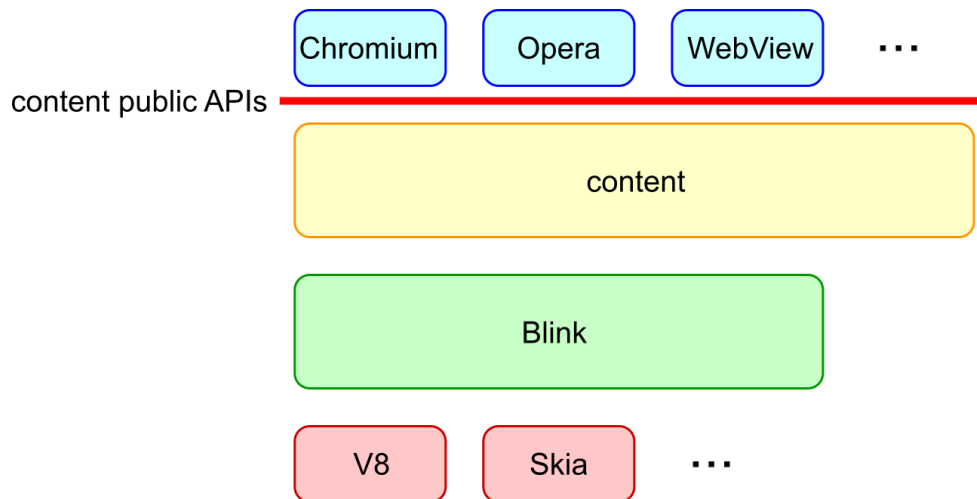 Chromium
Opera
WebView
...
content public APIs
content
Blink
V8
Skia
...